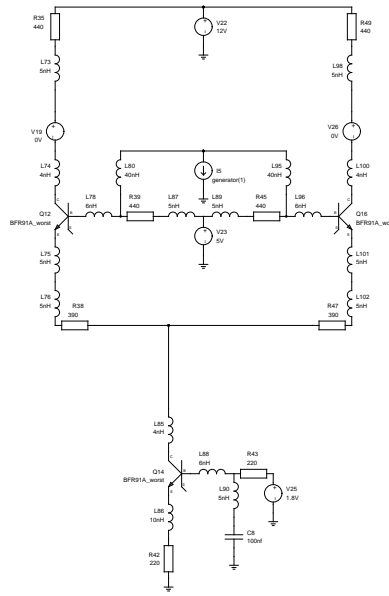 R35
440
V22
12V
R49
440
L73
5nH
L98
5nH
V19
0V
L80
40nH
L95
40nH
V26
0V
L74
4nH
I5
generator(1)
L100
4nH
Q12
BFR91A_worst
L78
6nH
R39
440
L87
5nH
L89
5nH
R45
440
L96
6nH
Q16
BFR91A_wo
V23
5V
L75
5nH
L101
5nH
L76
5nH
L102
5nH
R38
390
R47
390
L85
4nH
Q14
BFR91A_worst
L88
6nH
R43
220
L90
5nH
V25
1.8V
L86
10nH
C8
100nf
R42
220